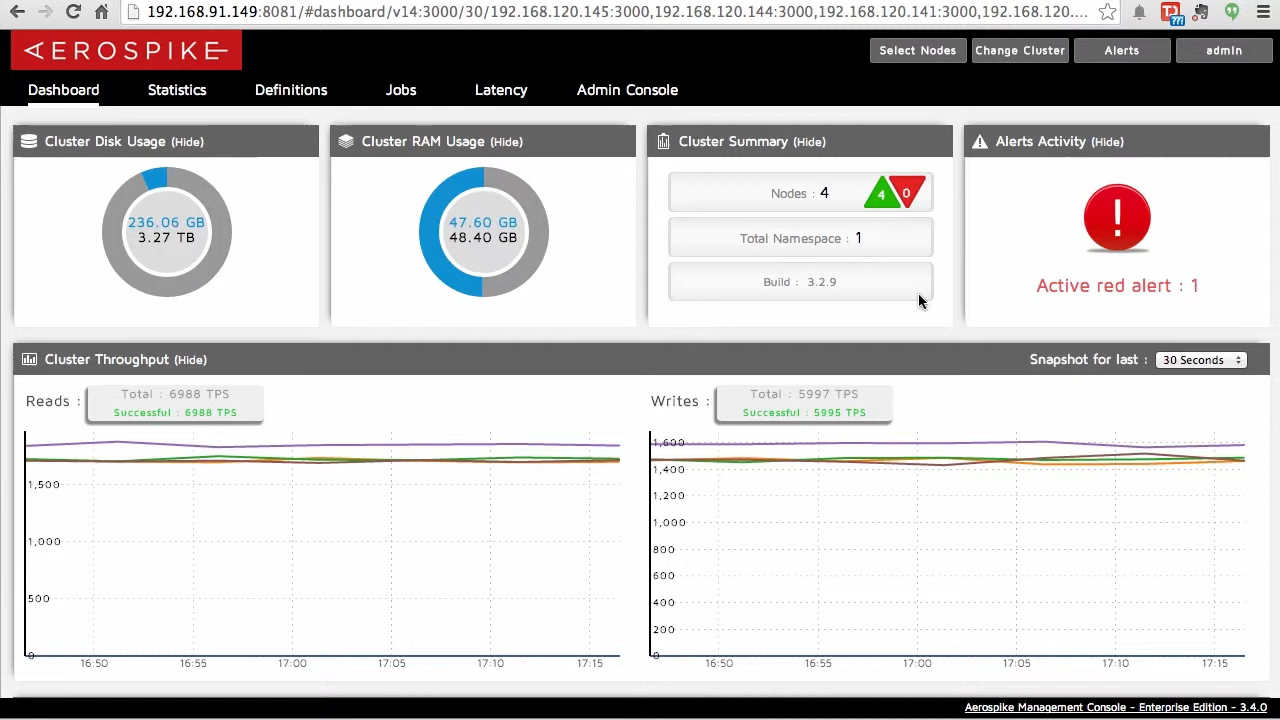 192.168.91.149:8081/#dashboard/v14:3000/30/192.168.120.145:3000,192.168.120.144:3000,192.168.120.141:3000,192.168.120....
AEROSPIKE
Select Nodes Change Cluster Alerts admin
Dashboard Statistics Definitions Jobs Latency Admin Console
Cluster Disk Usage (Hide)
236.06 GB
3.27 TB
Cluster RAM Usage (Hide)
47.60 GB
48.40 GB
Cluster Summary (Hide)
Nodes : 4 4 0
Total Namespace : 1
Build : 3.2.9
Alerts Activity (Hide)
!
Active red alert : 1
Cluster Throughput (Hide) Snapshot for last : 30 Seconds
Reads : Total : 6988 TPS
Successful : 6988 TPS
1,500
1,000
500
0
16:50 16:55 17:00 17:05 17:10 17:15
Writes : Total : 5997 TPS
Successful : 5995 TPS
1,600
1,400
1,200
1,000
800
600
400
200
0
16:50 16:55 17:00 17:05 17:10 17:15
Aerospike Management Console - Enterprise Edition - 3.4.0